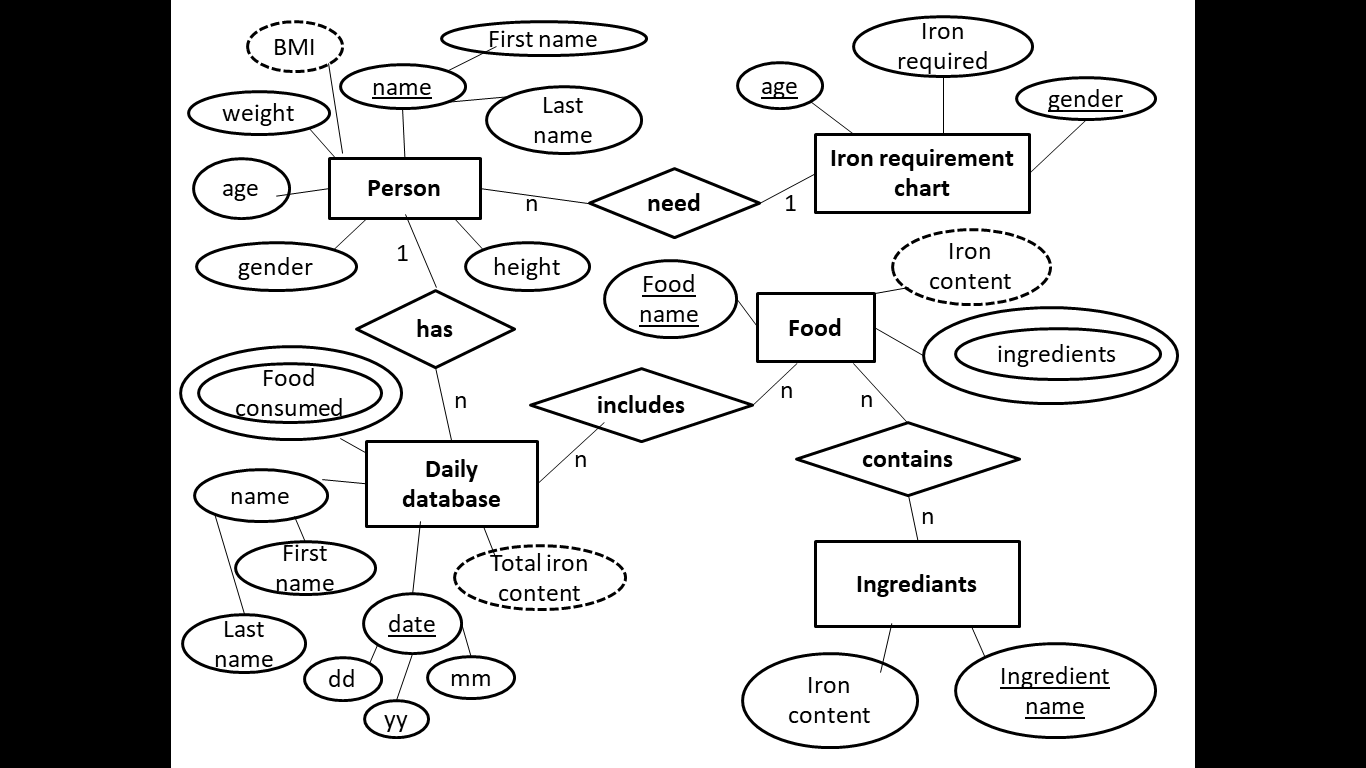 BMI
First name
Iron
required
name
age
gender
weight
Last
name
Person
Iron requirement
chart
age
n
need
1
gender
1
height
Iron
content
Food
name
Food
has
ingredients
Food
consumed
n
includes
n
n
contains
Daily
database
n
name
n
First
name
Total iron
content
Ingrediants
date
Last
name
dd
mm
yy
Iron
content
Ingredient
name